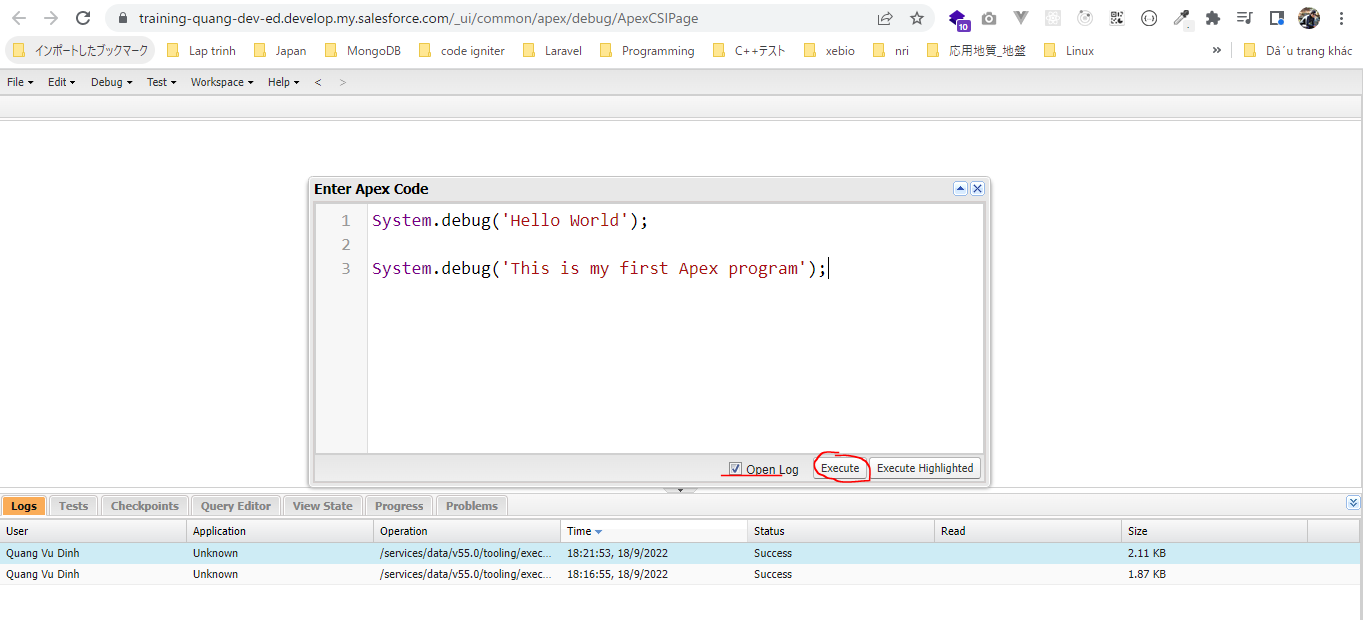 training-quang-dev-ed.develop.my.salesforce.com/_ui/common/apex/debug/ApexCSIPage
10
インポートしたブックマーク Lap trinh Japan MongoDB code igniter Laravel Programming C++テスト xebio nri 応用地質_地盤 Linux » Dấu trang khác
File Edit Debug Test Workspace Help < >
Enter Apex Code
1 System.debug('Hello World');
2
3 System.debug('This is my first Apex program');
Open Log Execute Execute Highlighted
Logs Tests Checkpoints Query Editor View State Progress Problems
User Application Operation Time Status Read Size
Quang Vu Dinh Unknown /services/data/v55.0/tooling/exec... 18:21:53, 18/9/2022 Success 2.11 KB
Quang Vu Dinh Unknown /services/data/v55.0/tooling/exec... 18:16:55, 18/9/2022 Success 1.87 KB